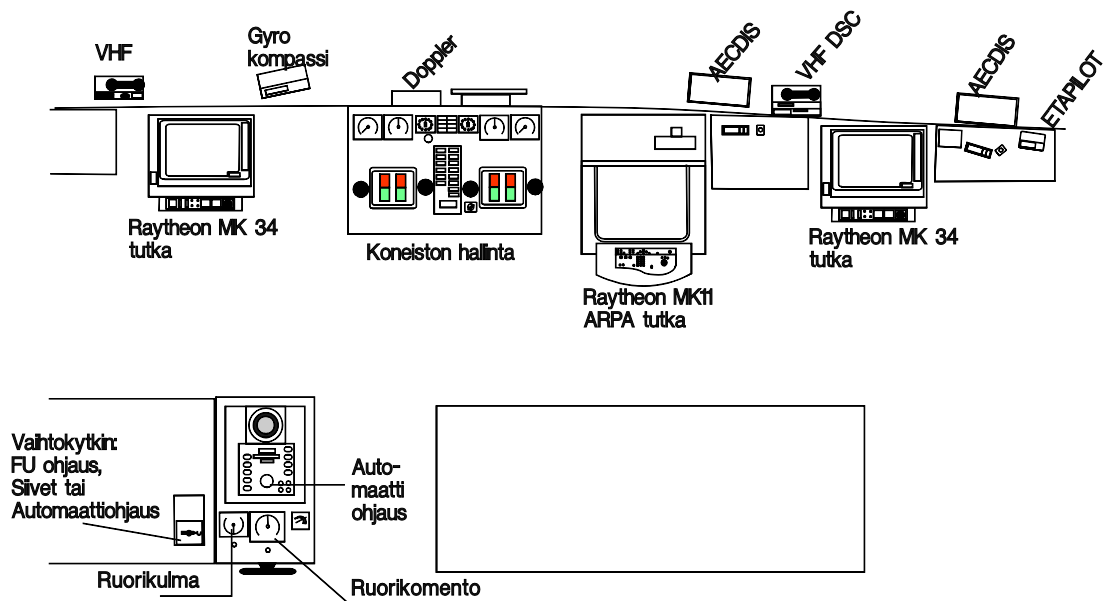 VHF
Gyro
kompassi
Doppler
AECDIS
VHF DSC
AECDIS
ETAPILOT
Raytheon MK 34
tutka
Koneiston hallinta
Raytheon MK11
ARPA tutka
Raytheon MK 34
tutka
Vaihtokytkin:
FU ohjaus,
Siivet tai
Automaattiohjaus
Auto-
maatti
ohjaus
Ruorikulma
Ruorikomento